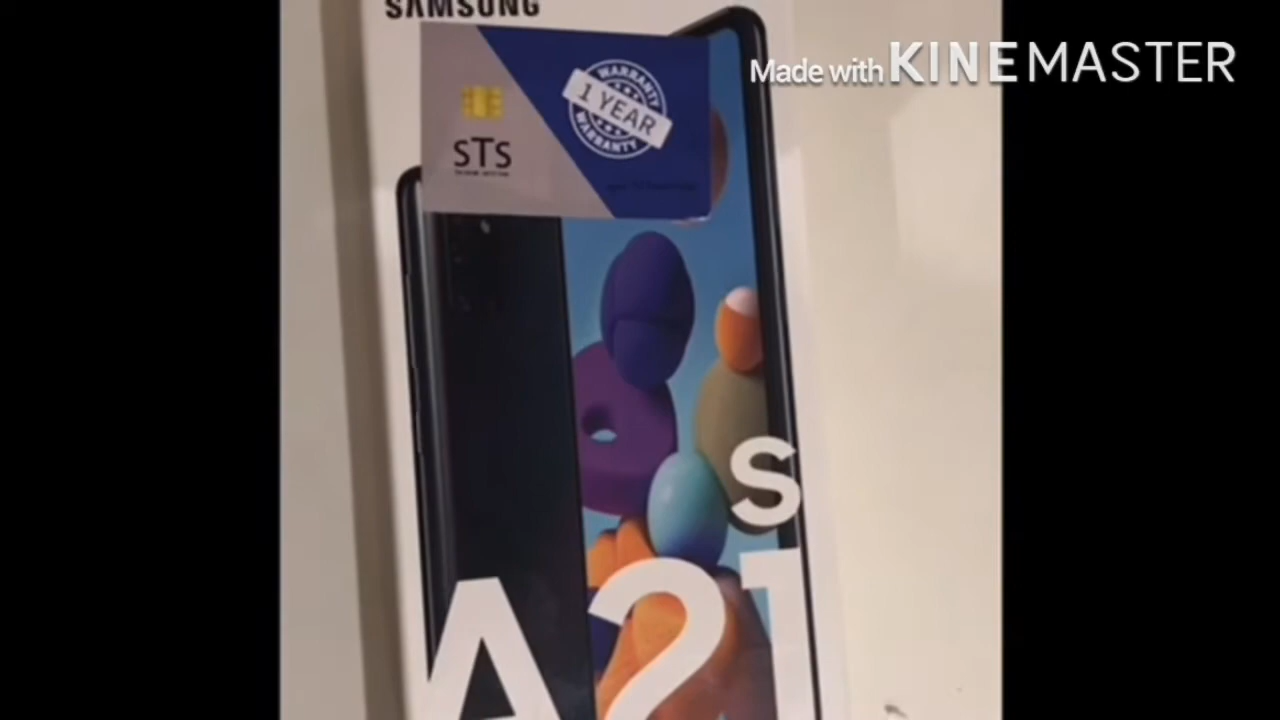 SAMSUNG
Made with KINEMASTER
WARRANTY
1 YEAR
WARRANTY
STS
s
A21